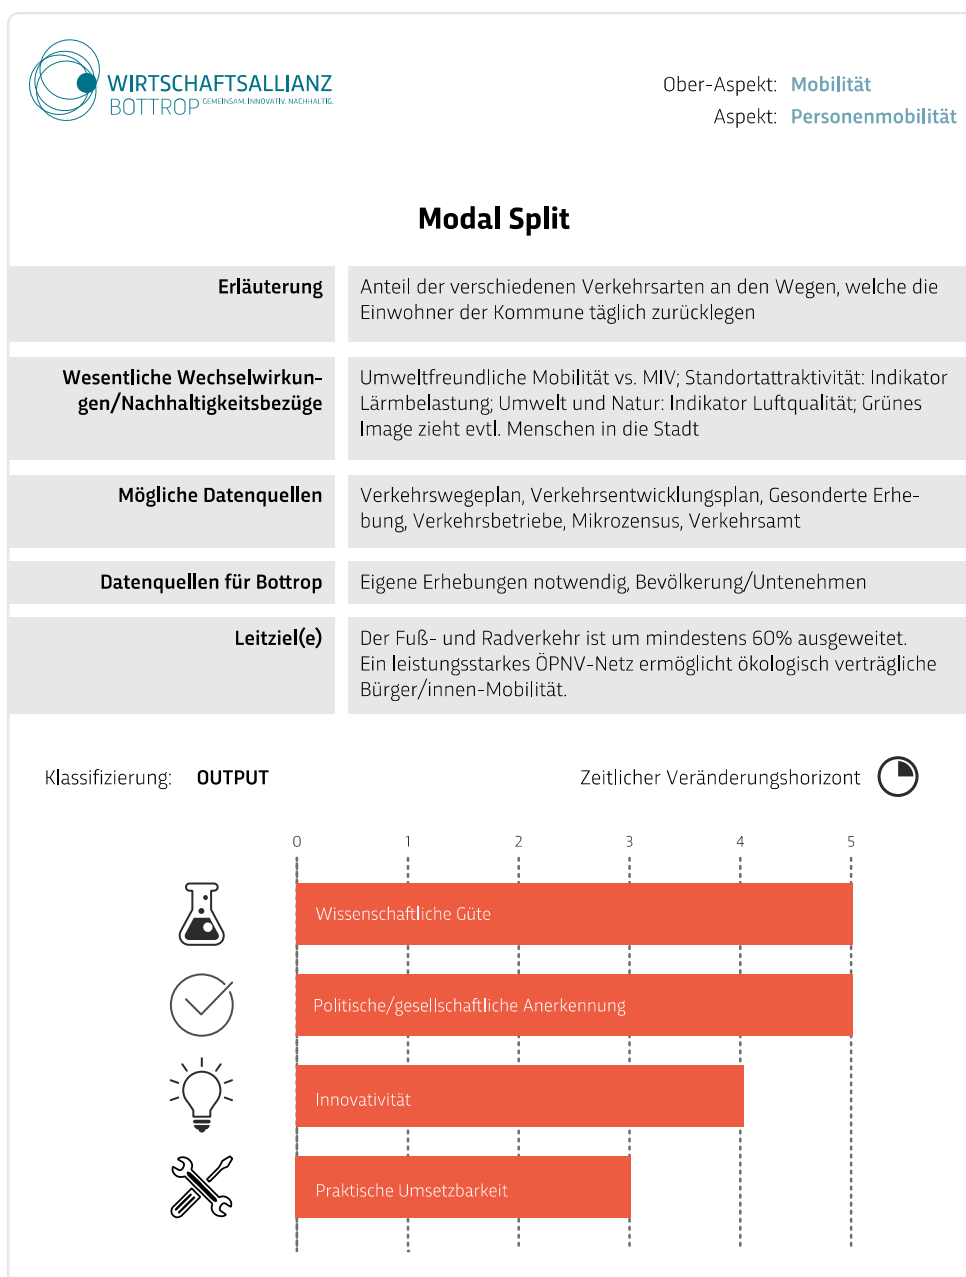 WIRTSCHAFTSALLIANZ
BOTTROP GEMEINSAM. INNOVATIV. NACHHALTIG.
Ober-Aspekt: Mobilität
Aspekt: Personenmobilität
Modal Split
Erläuterung
Anteil der verschiedenen Verkehrsarten an den Wegen, welche die
Einwohner der Kommune täglich zurücklegen
Wesentliche Wechselwirkun-
gen/Nachhaltigkeitsbezüge
Umweltfreundliche Mobilität vs. MIV; Standortattraktivität: Indikator
Lärmbelastung; Umwelt und Natur: Indikator Luftqualität; Grünes
Image zieht evtl. Menschen in die Stadt
Mögliche Datenquellen
Verkehrswegeplan, Verkehrsentwicklungsplan, Gesonderte Erhe-
bung, Verkehrsbetriebe, Mikrozensus, Verkehrsamt
Datenquellen für Bottrop
Eigene Erhebungen notwendig, Bevölkerung/Untenehmen
Leitziel(e)
Der Fuß- und Radverkehr ist um mindestens 60% ausgeweitet.
Ein leistungsstarkes ÖPNV-Netz ermöglicht ökologisch verträgliche
Bürger/innen-Mobilität.
Klassifizierung: OUTPUT
Zeitlicher Veränderungshorizont
0 1 2 3 4 5
Wissenschaftliche Güte
Politische/gesellschaftliche Anerkennung
Innovativität
Praktische Umsetzbarkeit